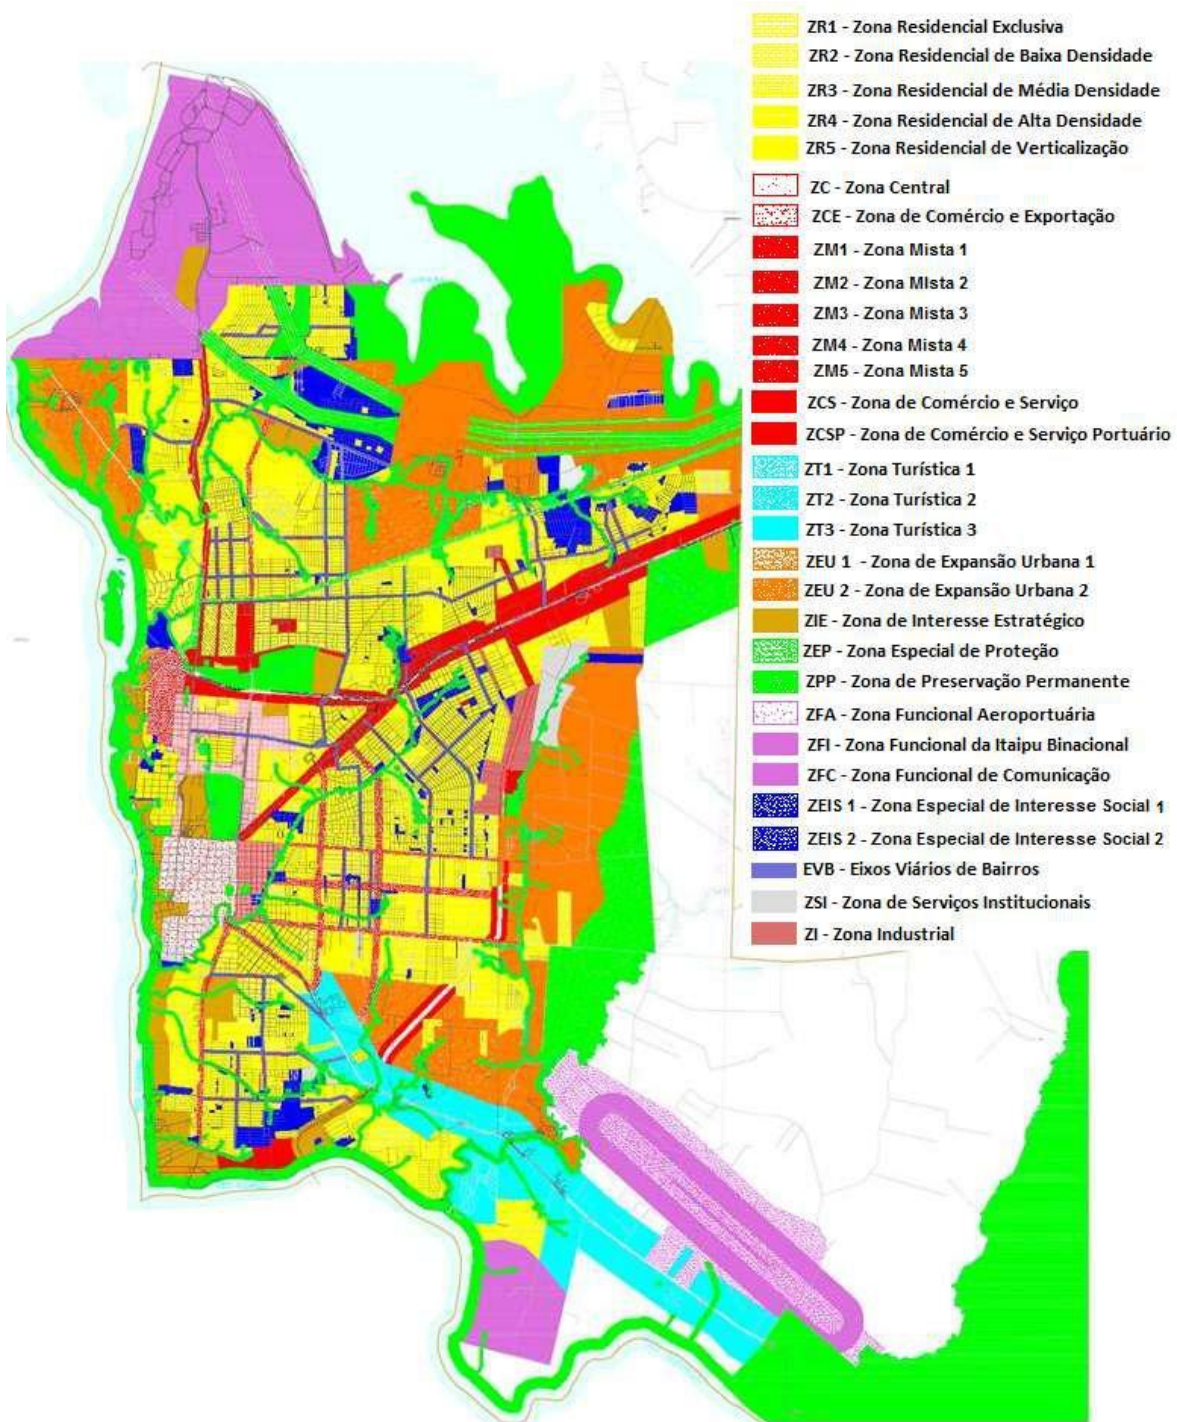 ZR1 - Zona Residencial Exclusiva
ZR2 - Zona Residencial de Baixa Densidade
ZR3 - Zona Residencial de Média Densidade
ZR4 - Zona Residencial de Alta Densidade
ZR5 - Zona Residencial de Verticalização
ZC - Zona Central
ZCE - Zona de Comércio e Exportação
ZM1 - Zona Mista 1
ZM2 - Zona MIsta 2
ZM3 - Zona Mista 3
ZM4 - Zona Mista 4
ZM5 - Zona Mista 5
ZCS - Zona de Comércio e Serviço
ZCSP - Zona de Comércio e Serviço Portuário
ZT1 - Zona Turística 1
ZT2 - Zona Turística 2
ZT3 - Zona Turística 3
ZEU 1 - Zona de Expansão Urbana 1
ZEU 2 - Zona de Expansão Urbana 2
ZIE - Zona de Interesse Estratégico
ZEP - Zona Especial de Proteção
ZPP - Zona de Preservação Permanente
ZFA - Zona Funcional Aeroportuária
ZFI - Zona Funcional da Itaipu Binacional
ZFC - Zona Funcional de Comunicação
ZEIS 1 - Zona Especial de Interesse Social 1
ZEIS 2 - Zona Especial de Interesse Social 2
EVB - Eixos Viários de Bairros
ZSI - Zona de Serviços Institucionais
ZI - Zona Industrial